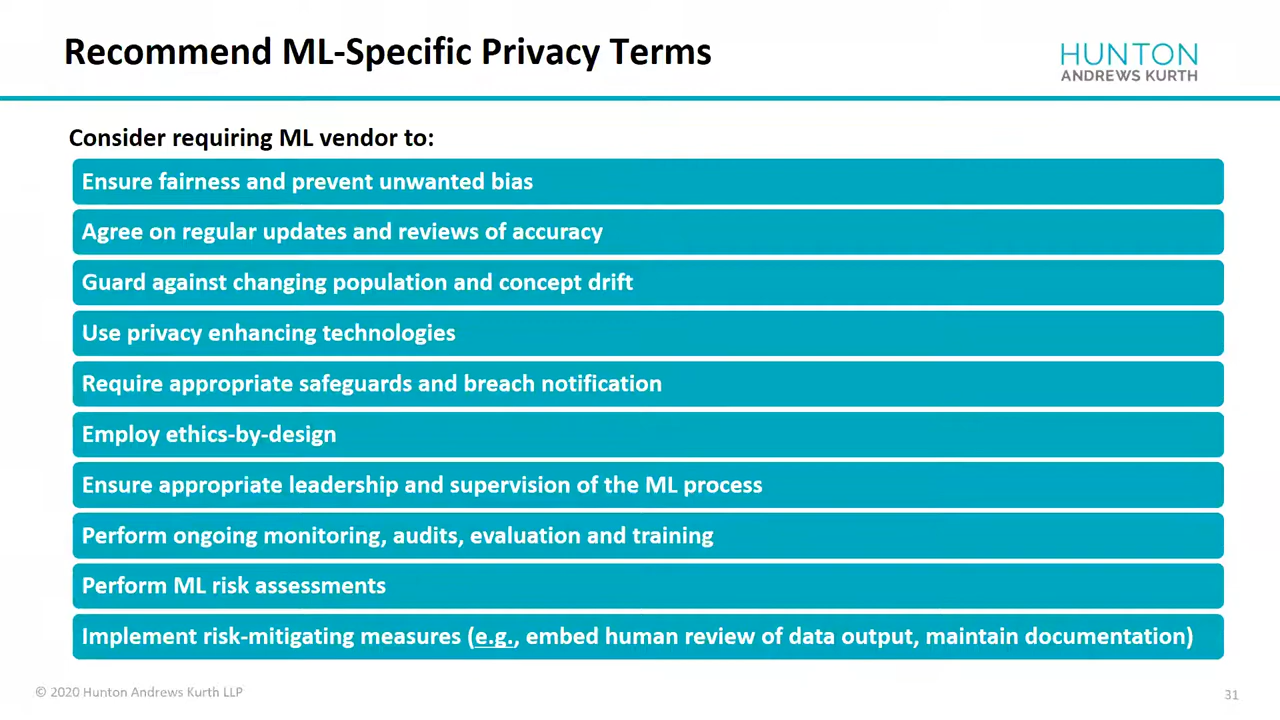 Recommend ML-Specific Privacy Terms
HUNTON
ANDREWS KURTH
Consider requiring ML vendor to:
Ensure fairness and prevent unwanted bias
Agree on regular updates and reviews of accuracy
Guard against changing population and concept drift
Use privacy enhancing technologies
Require appropriate safeguards and breach notification
Employ ethics-by-design
Ensure appropriate leadership and supervision of the ML process
Perform ongoing monitoring, audits, evaluation and training
Perform ML risk assessments
Implement risk-mitigating measures (e.g., embed human review of data output, maintain documentation)
© 2020 Hunton Andrews Kurth LLP
31